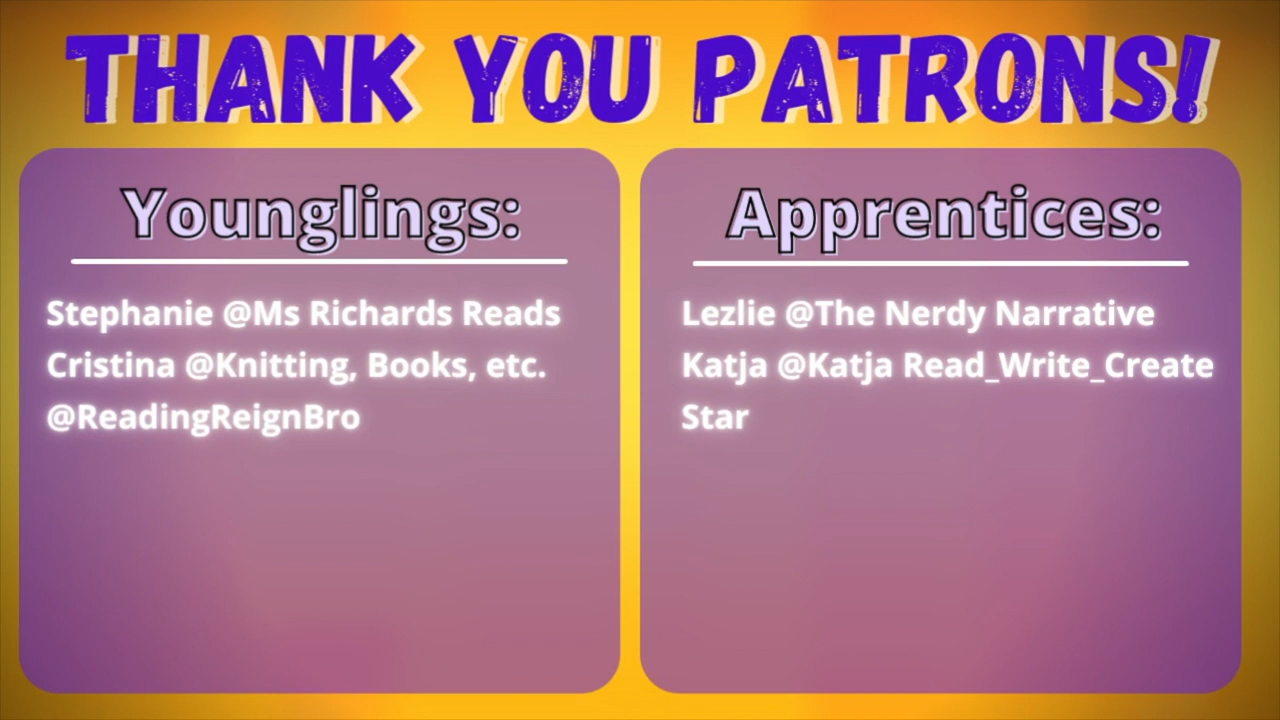 THANK YOU PATRONS!
Younglings:
Stephanie @Ms Richards Reads
Cristina @Knitting, Books, etc.
@ReadingReignBro
Apprentices:
Lezlie @The Nerdy Narrative
Katja @Katja Read_Write_Create
Star